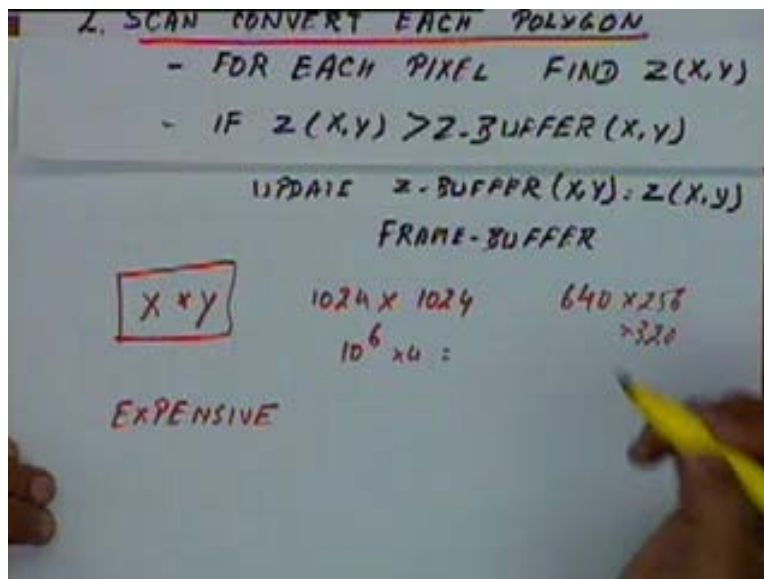 2. SCAN CONVERT EACH POLYGON
- FOR EACH PIXEL FIND Z(X,Y)
- IF Z(X,Y) > Z-BUFFER(X,Y)
UPDATE Z-BUFFER(X,Y) = Z(X,Y)
FRAME-BUFFER
X * Y 1024 x 1024 640 x 256
10^6 x 4 = x 320
EXPENSIVE